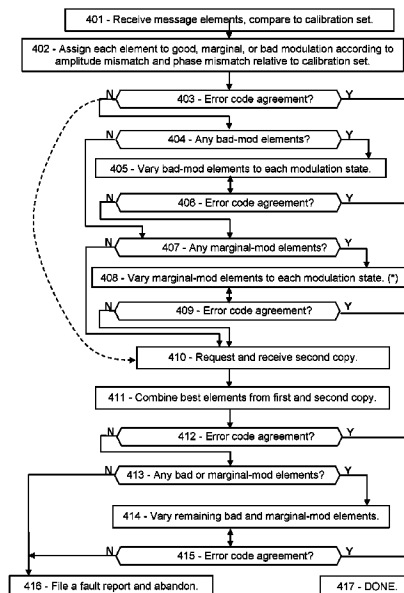 401 - Receive message elements, compare to calibration set.
402 - Assign each element to good, marginal, or bad modulation according to
amplitude mismatch and phase mismatch relative to calibration set.
N 403 - Error code agreement? Y
N 404 - Any bad-mod elements? Y
405 - Vary bad-mod elements to each modulation state.
N 406 - Error code agreement? Y
N 407 - Any marginal-mod elements? Y
408 - Vary marginal-mod elements to each modulation state. (*)
N 409 - Error code agreement? Y
410 - Request and receive second copy.
411 - Combine best elements from first and second copy.
N 412 - Error code agreement? Y
N 413 - Any bad or marginal-mod elements? Y
414 - Vary remaining bad and marginal-mod elements.
N 415 - Error code agreement? Y
416 - File a fault report and abandon. 417 - DONE.